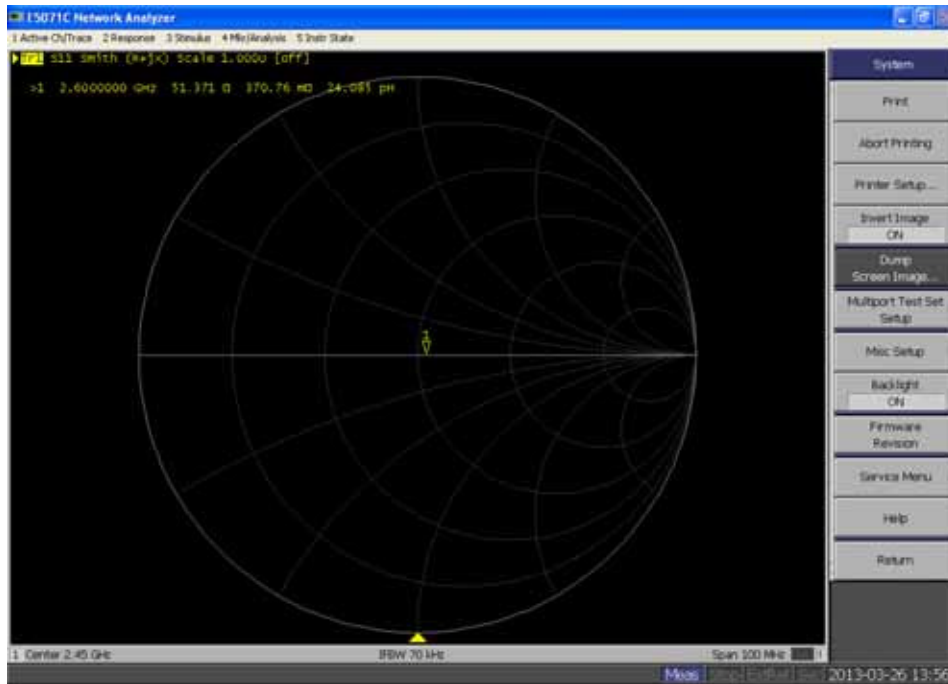 E5071C Network Analyzer
1 Active Ch/Trace 2 Response 3 Stimulus 4 Mkr/Analysis 5 Instr State
Tr1 S11 Smith (R+jX) Scale 1.000U [Off]
>1 2.6000000 GHz 51.371 Ω 370.76 mΩ 24.085 pH
1
System
Print
Abort Printing
Printer Setup ...
Invert Image
ON
Dump
Screen Image...
Multiport Test Set
Setup
Misc Setup
Backlight
ON
Firmware
Revision
Service Menu
Help
Return
1 Center 2.45 GHz IFBW 70 kHz Span 100 MHz
Meas 2013-03-26 13:56